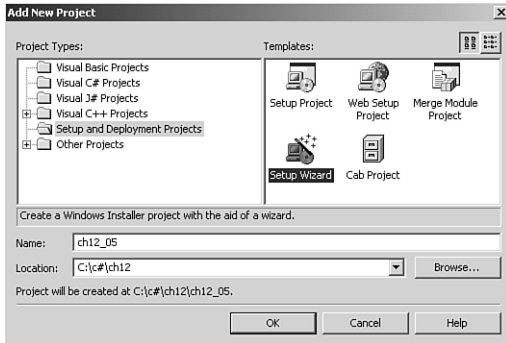 Add New Project
Project Types:
Templates:
Visual Basic Projects
Visual C# Projects
Visual J# Projects
Visual C++ Projects
Setup and Deployment Projects
Other Projects
Setup Project
Web Setup
Project
Merge Module
Project
Setup Wizard
Cab Project
Create a Windows Installer project with the aid of a wizard.
Name:
ch12_05
Location:
C:\c#\ch12
Browse...
Project will be created at C:\c#\ch12\ch12_05.
OK
Cancel
Help